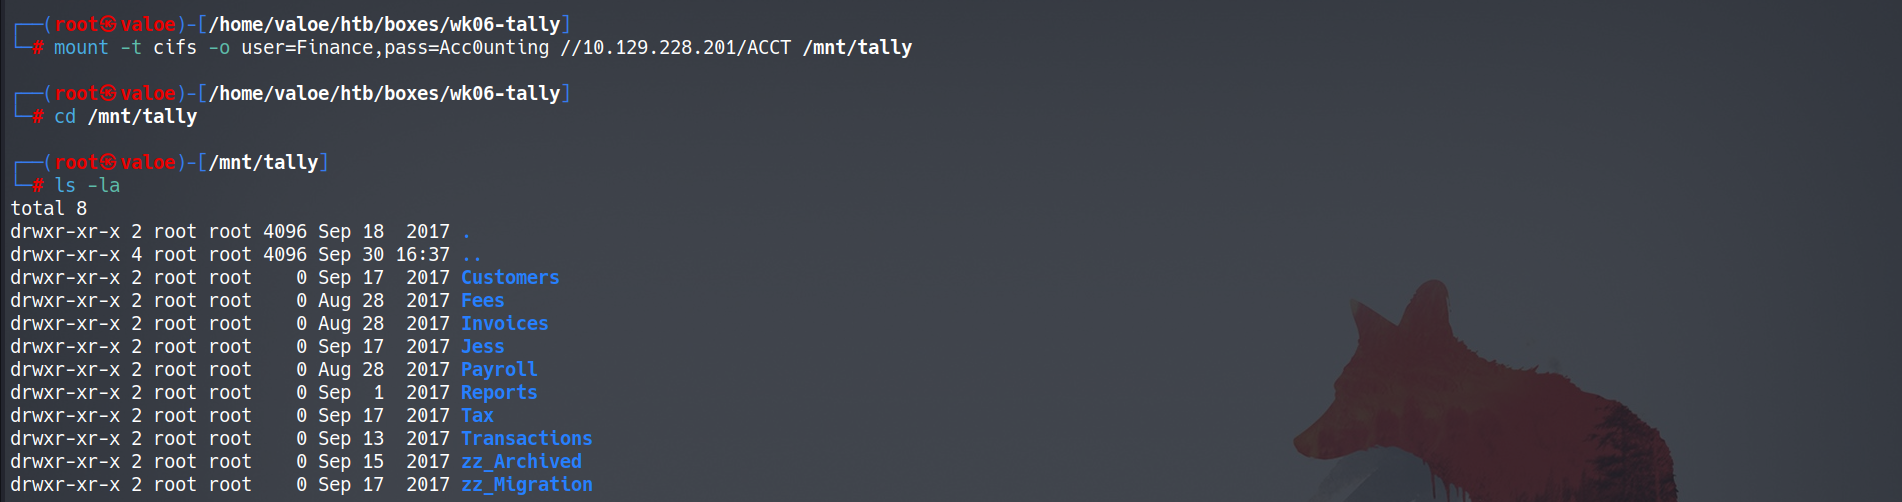 ┌──(root㉿valoe)-[/home/valoe/htb/boxes/wk06-tally]
└─# mount -t cifs -o user=Finance,pass=Acc0unting //10.129.228.201/ACCT /mnt/tally
┌──(root㉿valoe)-[/home/valoe/htb/boxes/wk06-tally]
└─# cd /mnt/tally
┌──(root㉿valoe)-[/mnt/tally]
└─# ls -la
total 8
drwxr-xr-x 2 root root 4096 Sep 18  2017 .
drwxr-xr-x 4 root root 4096 Sep 30 16:37 ..
drwxr-xr-x 2 root root    0 Sep 17  2017 Customers
drwxr-xr-x 2 root root    0 Aug 28  2017 Fees
drwxr-xr-x 2 root root    0 Aug 28  2017 Invoices
drwxr-xr-x 2 root root    0 Sep 17  2017 Jess
drwxr-xr-x 2 root root    0 Aug 28  2017 Payroll
drwxr-xr-x 2 root root    0 Sep  1  2017 Reports
drwxr-xr-x 2 root root    0 Sep 17  2017 Tax
drwxr-xr-x 2 root root    0 Sep 13  2017 Transactions
drwxr-xr-x 2 root root    0 Sep 15  2017 zz_Archived
drwxr-xr-x 2 root root    0 Sep 17  2017 zz_Migration